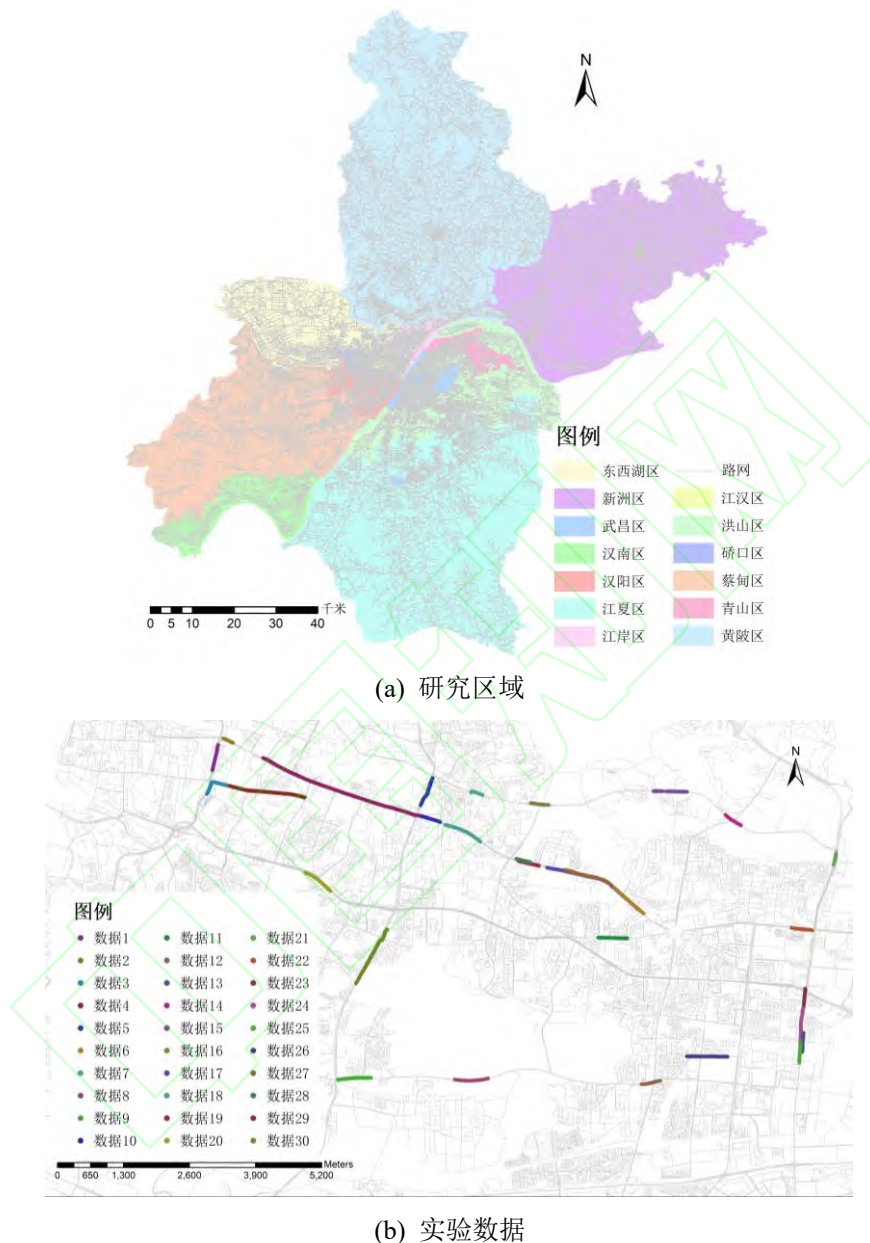 N
图例
东西湖区 路网
新洲区 江汉区
武昌区 洪山区
汉南区 硚口区
汉阳区 蔡甸区
江夏区 青山区
江岸区 黄陂区
千米
0 5 10 20 30 40
(a) 研究区域
N
图例
数据1 数据11 数据21
数据2 数据12 数据22
数据3 数据13 数据23
数据4 数据14 数据24
数据5 数据15 数据25
数据6 数据16 数据26
数据7 数据17 数据27
数据8 数据18 数据28
数据9 数据19 数据29
数据10 数据20 数据30
Meters
0 650 1,300 2,600 3,900 5,200
(b) 实验数据